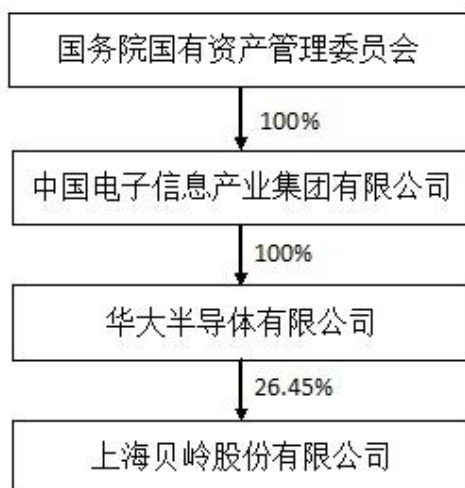 国务院国有资产管理委员会
100%
中国电子信息产业集团有限公司
100%
华大半导体有限公司
26.45%
上海贝岭股份有限公司